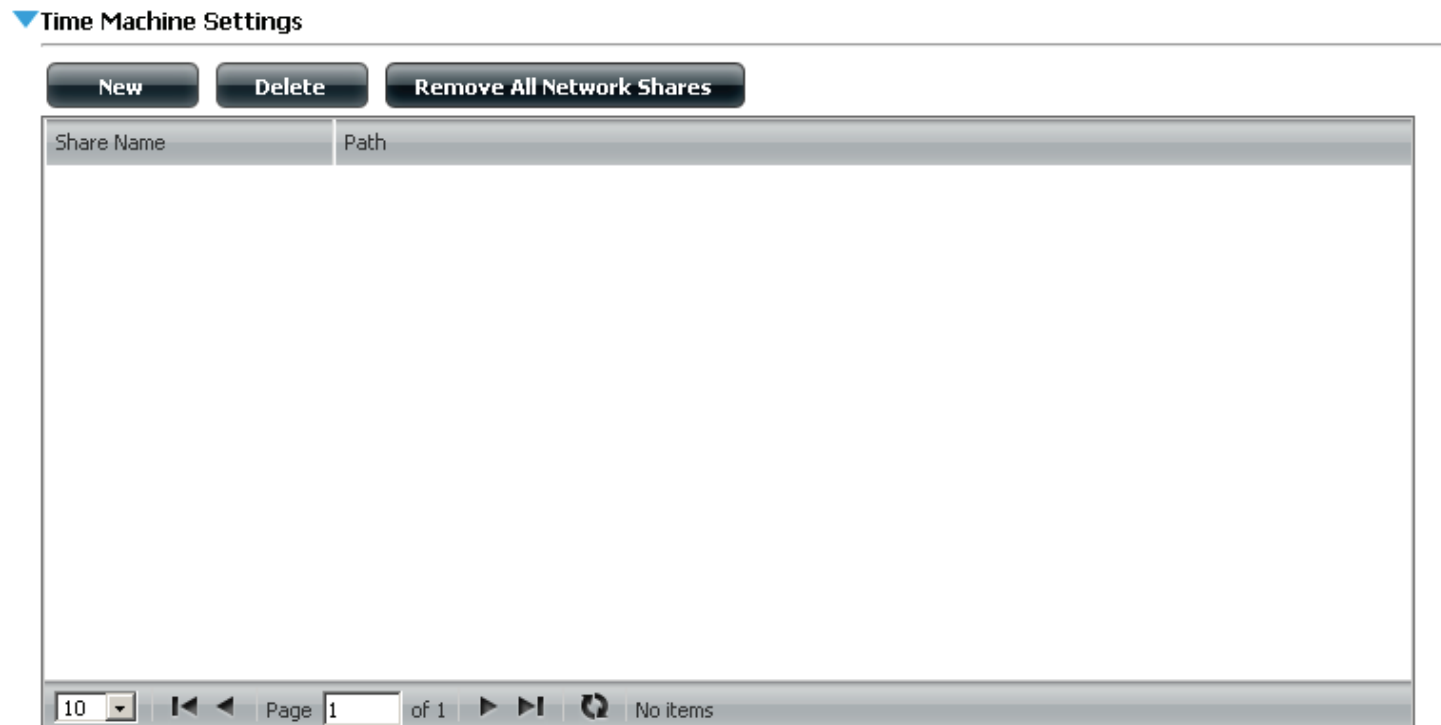 Time Machine Settings
New Delete Remove All Network Shares
Share Name Path
10 Page 1 of 1 No items